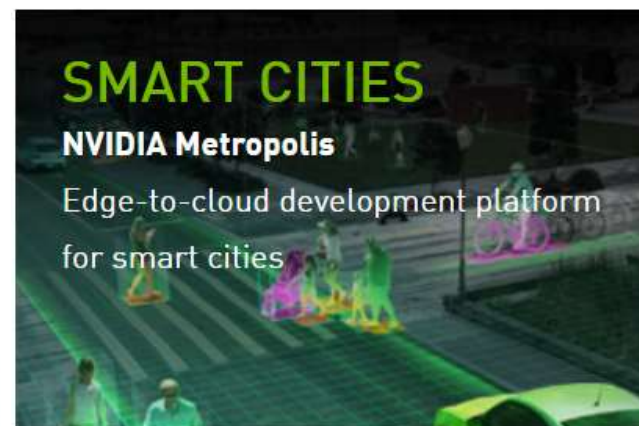 SMART CITIES
NVIDIA Metropolis
Edge-to-cloud development platform
for smart cities